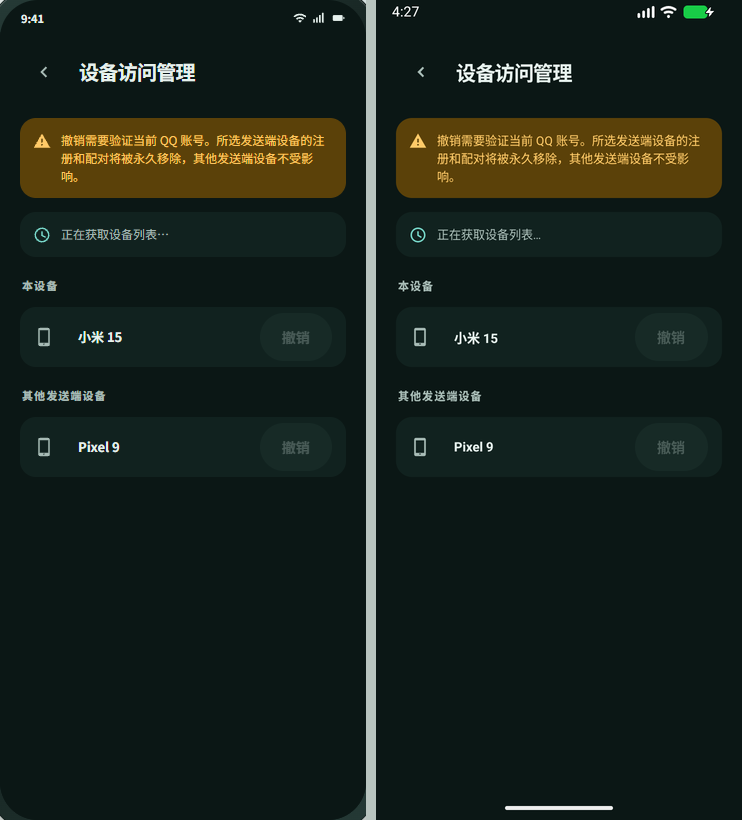 9:41
设备访问管理
撤销需要验证当前 QQ 账号。所选发送端设备的注
册和配对将被永久移除，其他发送端设备不受影
响。
正在获取设备列表…
本设备
小米 15
撤销
其他发送端设备
Pixel 9
撤销
4:27
设备访问管理
撤销需要验证当前 QQ 账号。所选发送端设备的注
册和配对将被永久移除，其他发送端设备不受影
响。
正在获取设备列表...
本设备
小米 15
撤销
其他发送端设备
Pixel 9
撤销